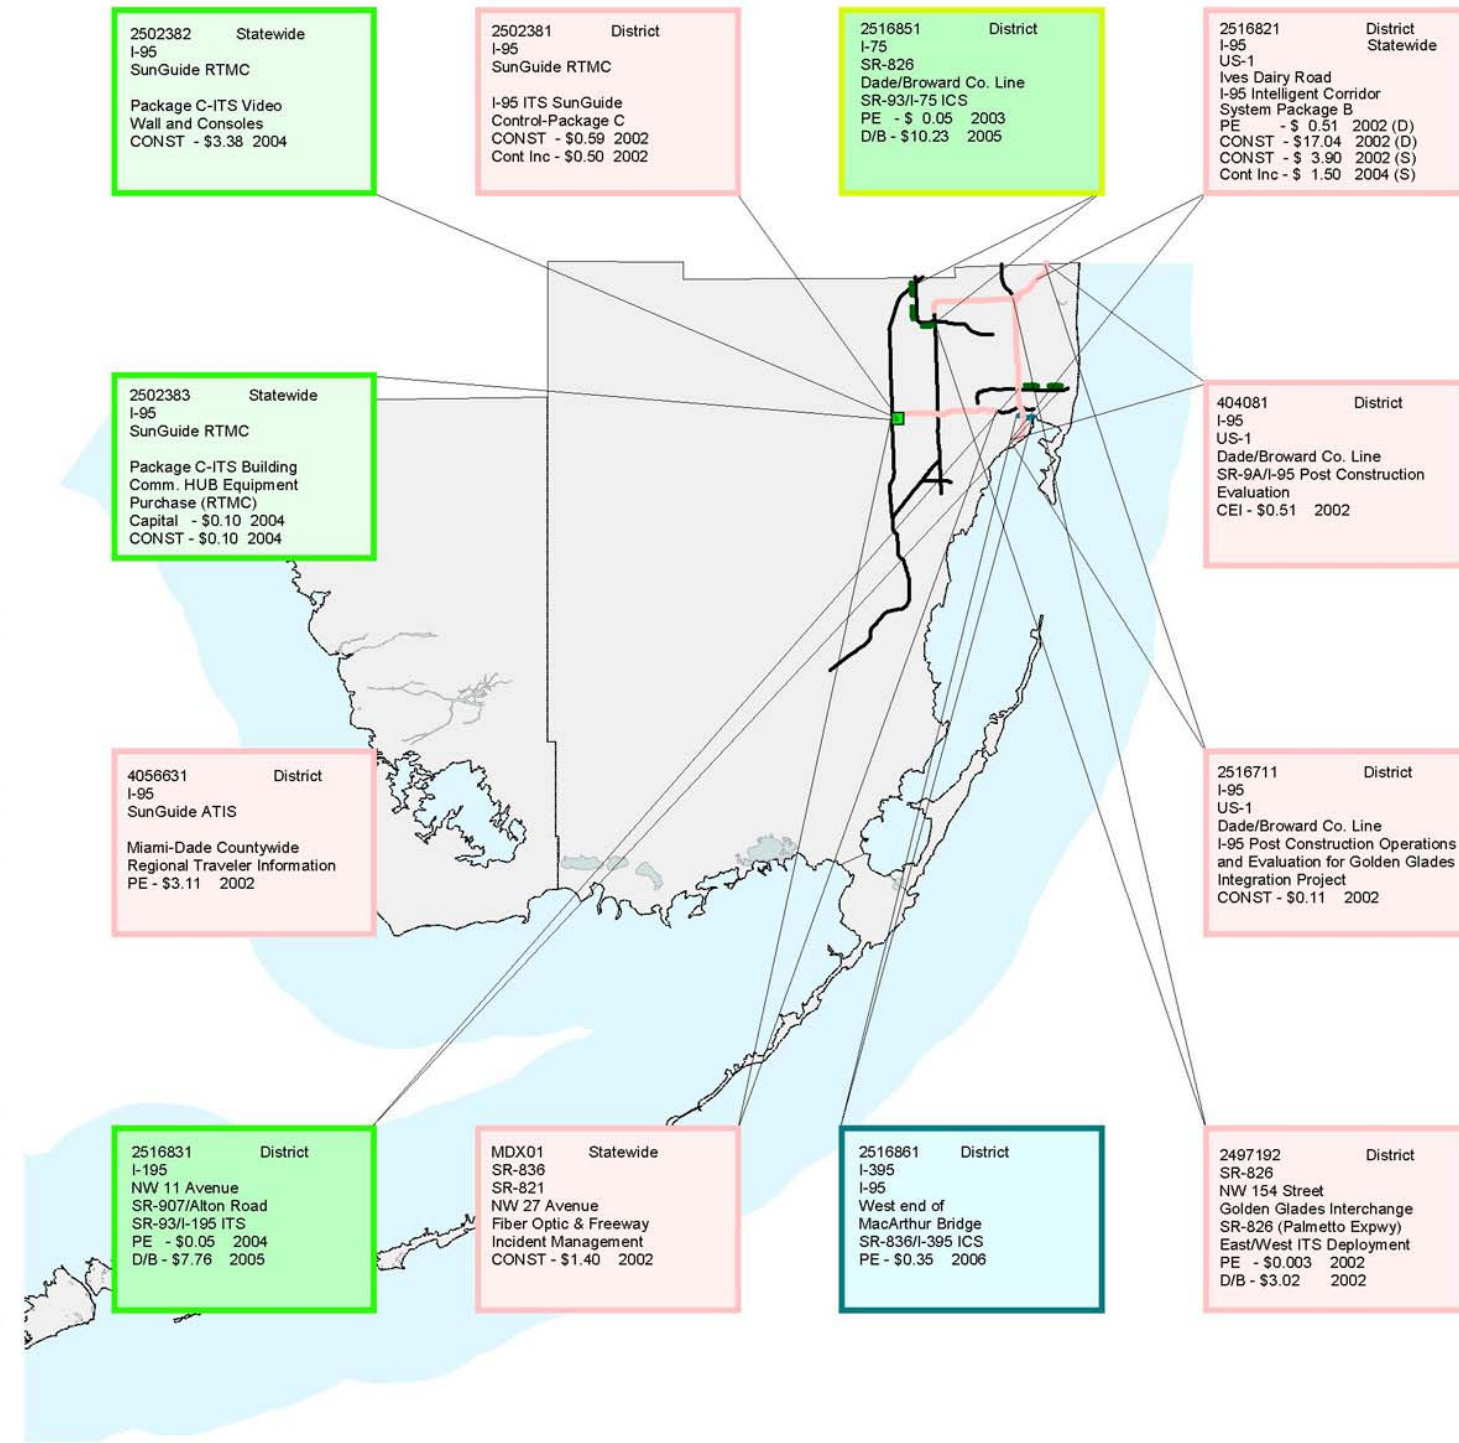 2502382 Statewide
I-95
SunGuide RTMC
Package C-ITS Video
Wall and Consoles
CONST - $3.38 2004
2502381 District
I-95
SunGuide RTMC
I-95 ITS SunGuide
Control-Package C
CONST - $0.59 2002
Cont Inc - $0.50 2002
2516851 District
I-75
SR-826
Dade/Broward Co. Line
SR-93/I-75 ICS
PE - $ 0.05 2003
D/B - $10.23 2005
2516821 District
I-95 Statewide
US-1
Ives Dairy Road
I-95 Intelligent Corridor
System Package B
PE - $ 0.51 2002 (D)
CONST - $17.04 2002 (D)
CONST - $ 3.90 2002 (S)
Cont Inc - $ 1.50 2004 (S)
2502383 Statewide
I-95
SunGuide RTMC
Package C-ITS Building
Comm. HUB Equipment
Purchase (RTMC)
Capital - $0.10 2004
CONST - $0.10 2004
404081 District
I-95
US-1
Dade/Broward Co. Line
SR-9A/I-95 Post Construction
Evaluation
CEI - $0.51 2002
4056631 District
I-95
SunGuide ATIS
Miami-Dade Countywide
Regional Traveler Information
PE - $3.11 2002
2516711 District
I-95
US-1
Dade/Broward Co. Line
I-95 Post Construction Operations
and Evaluation for Golden Glades
Integration Project
CONST - $0.11 2002
2516831 District
I-195
NW 11 Avenue
SR-907/Alton Road
SR-93/I-195 ITS
PE - $0.05 2004
D/B - $7.76 2005
MDX01 Statewide
SR-836
SR-821
NW 27 Avenue
Fiber Optic & Freeway
Incident Management
CONST - $1.40 2002
2516861 District
I-395
I-95
West end of
MacArthur Bridge
SR-836/I-395 ICS
PE - $0.35 2006
2497192 District
SR-826
NW 154 Street
Golden Glades Interchange
SR-826 (Palmetto Expwy)
East/West ITS Deployment
PE - $0.003 2002
D/B - $3.02 2002